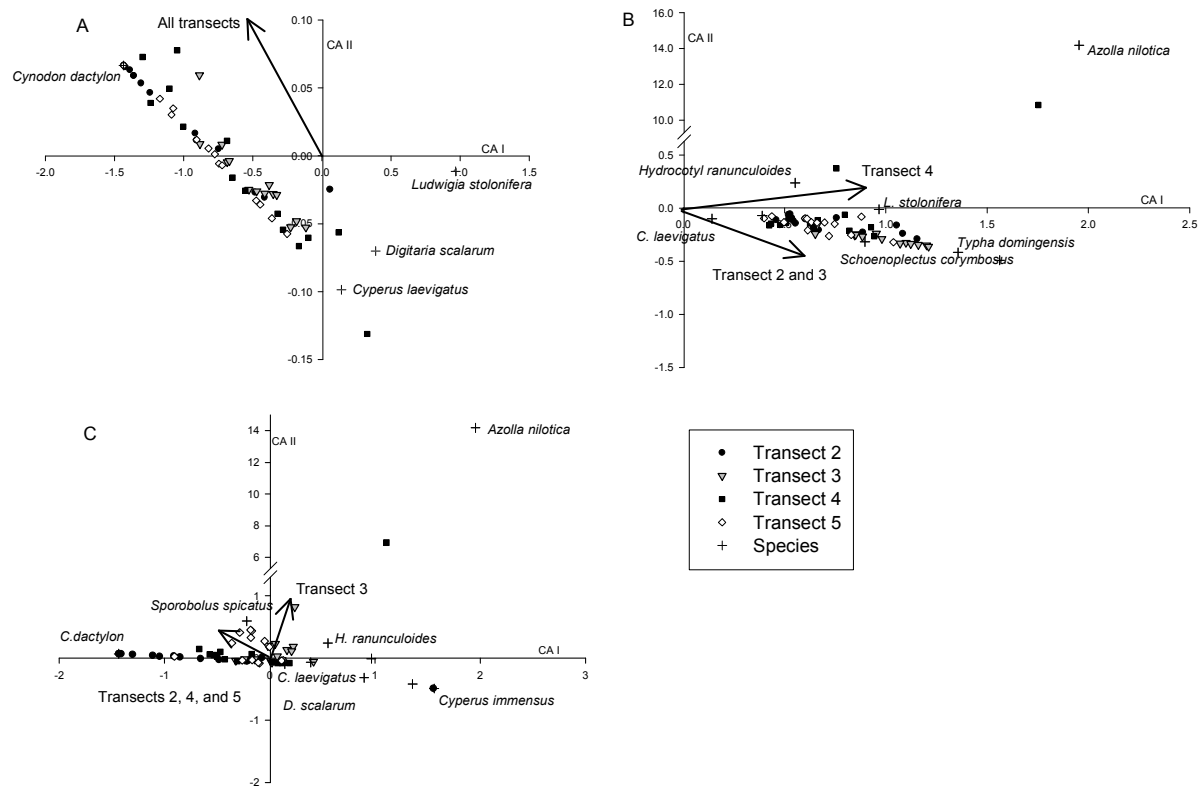 A
All transects
0.10
CA II
Cynodon dactylon
0.05
0.00
CA I
-2.0 -1.5 -1.0 -0.5 0.0 0.5 1.0 1.5
Ludwigia stolonifera
-0.05
Digitaria scalarum
-0.10
Cyperus laevigatus
-0.15
B
16.0
CA II
Azolla nilotica
14.0
12.0
10.0
0.5
Hydrocotyl ranunculoides
Transect 4
L. stolonifera
0.0
CA I
0.0 0.5 1.0 1.5 2.0 2.5
C. laevigatus
Typha domingensis
Schoenoplectus corymbosus
-0.5
Transect 2 and 3
-1.0
-1.5
C
14
CA II
Azolla nilotica
12
10
8
6
1
Transect 3
Sporobolus spicatus
C.dactylon
H. ranunculoides
CA I
-2 -1 0 1 2 3
C. laevigatus
Transects 2, 4, and 5
D. scalarum
Cyperus immensus
-1
-2
Transect 2
Transect 3
Transect 4
Transect 5
Species